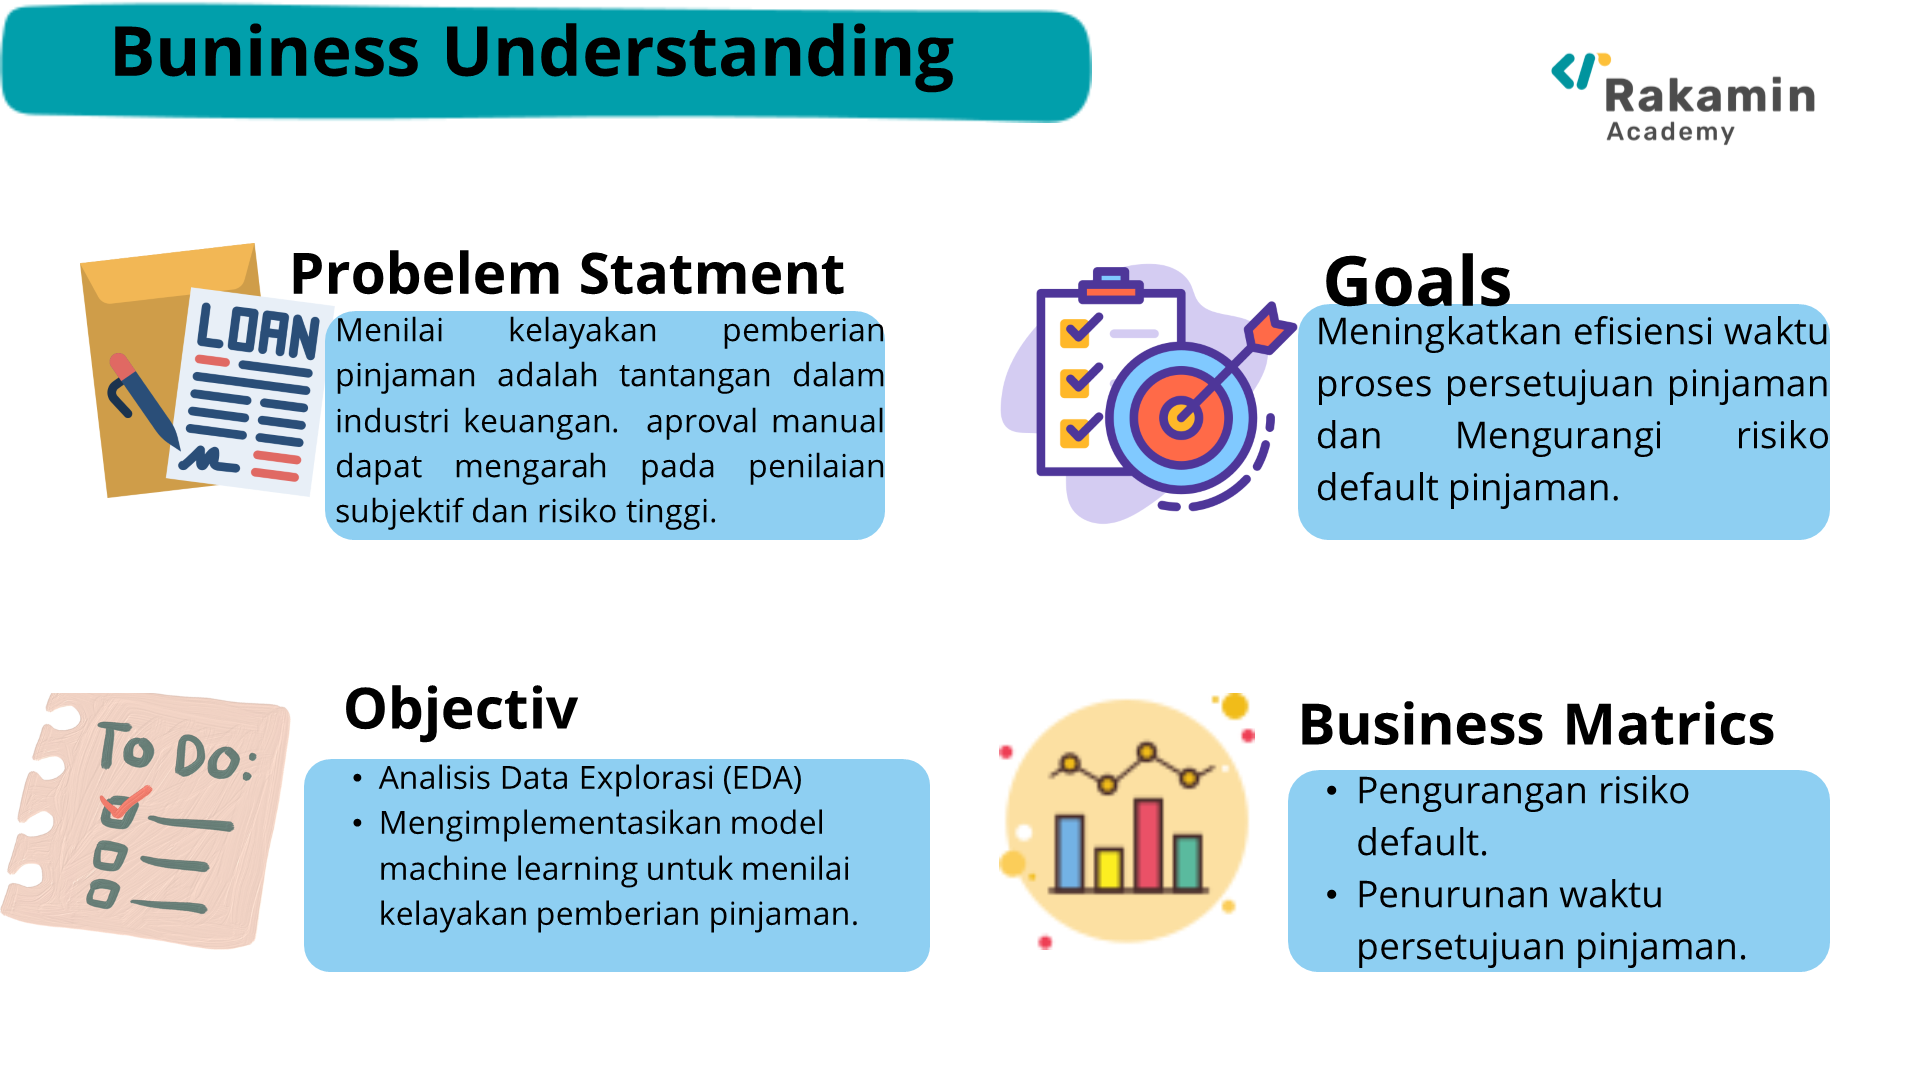 Buniness Understanding
Rakamin
Academy
Probelem Statment
LOAN
Menilai kelayakan pemberian
pinjaman adalah tantangan dalam
industri keuangan. aproval manual
dapat mengarah pada penilaian
subjektif dan risiko tinggi.
Goals
Meningkatkan efisiensi waktu
proses persetujuan pinjaman
dan Mengurangi risiko
default pinjaman.
Objectiv
To Do:
• Analisis Data Explorasi (EDA)
• Mengimplementasikan model
machine learning untuk menilai
kelayakan pemberian pinjaman.
Business Matrics
• Pengurangan risiko
default.
• Penurunan waktu
persetujuan pinjaman.